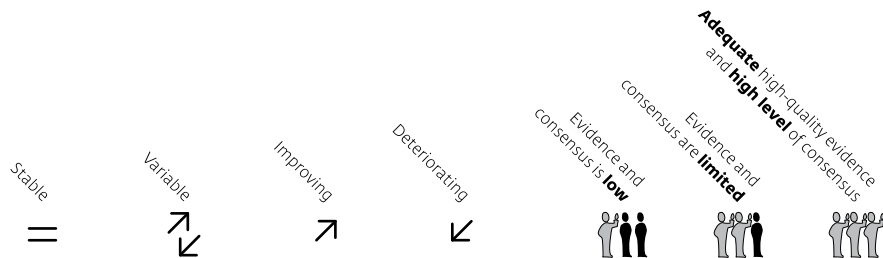 Stable
Variable
Improving
Deteriorating
Evidence and
consensus is low
Evidence and
consensus are limited
Adequate high-quality evidence
and high level of consensus